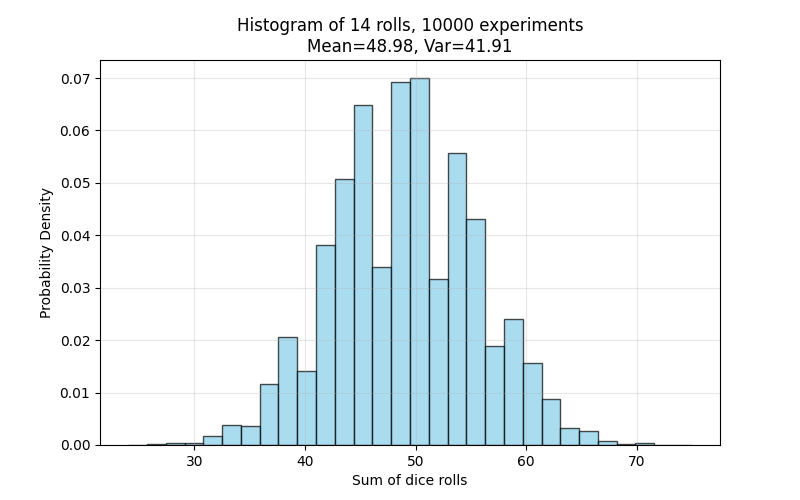 Histogram of 14 rolls, 10000 experiments
Mean=48.98, Var=41.91
0.07
0.06
0.05
0.04
0.03
0.02
0.01
0.00
Probability Density
30 40 50 60 70
Sum of dice rolls